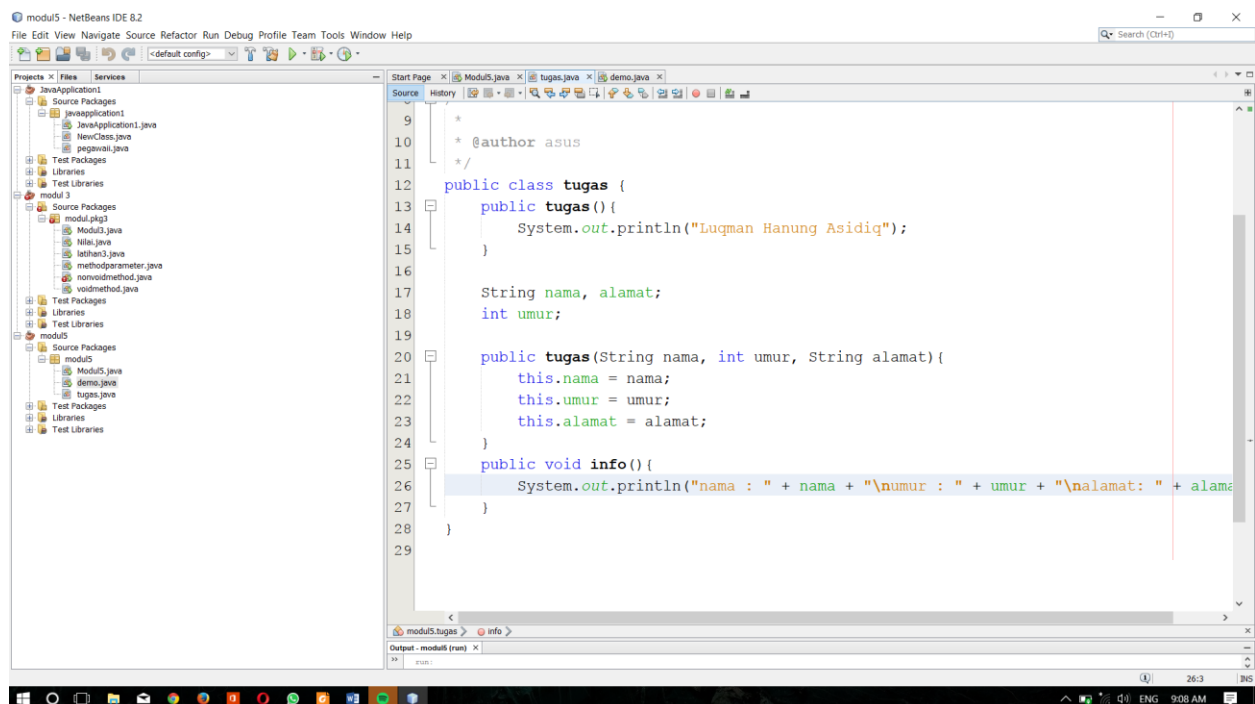 modul5 - NetBeans IDE 8.2
File Edit View Navigate Source Refactor Run Debug Profile Team Tools Window Help
Search (Ctrl+I)
<default config>
Projects × Files Services
Start Page × Modul5.java × tugas.java × demo.java ×
Source History
JavaApplication1
Source Packages
javaapplication1
JavaApplication1.java
NewClass.java
pegawaii.java
Test Packages
Libraries
Test Libraries
modul 3
Source Packages
modul.pkg3
Modul3.java
Nilai.java
latihan3.java
methodparameter.java
nonvoidmethod.java
voidmethod.java
Test Packages
Libraries
Test Libraries
modul5
Source Packages
modul5
Modul5.java
demo.java
tugas.java
Test Packages
Libraries
Test Libraries
9 *
10 * @author asus
11 */
12 public class tugas {
13 public tugas(){
14 System.out.println("Luqman Hanung Asidiq");
15 }
16
17 String nama, alamat;
18 int umur;
19
20 public tugas(String nama, int umur, String alamat){
21 this.nama = nama;
22 this.umur = umur;
23 this.alamat = alamat;
24 }
25 public void info(){
26 System.out.println("nama : " + nama + "\numur : " + umur + "\nalamat: " + alama
27 }
28 }
29
modul5.tugas info
Output - modul5 (run) ×
run:
26:3 INS
ENG 9:08 AM